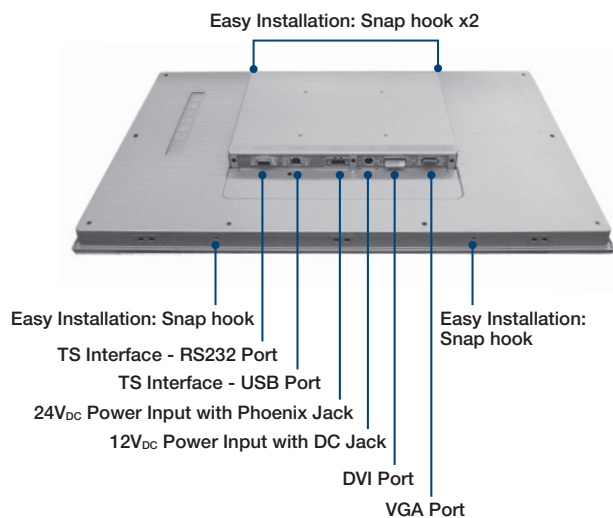 Easy Installation: Snap hook x2
Easy Installation: Snap hook
Easy Installation:
Snap hook
TS Interface - RS232 Port
TS Interface - USB Port
24VDC Power Input with Phoenix Jack
12VDC Power Input with DC Jack
DVI Port
VGA Port